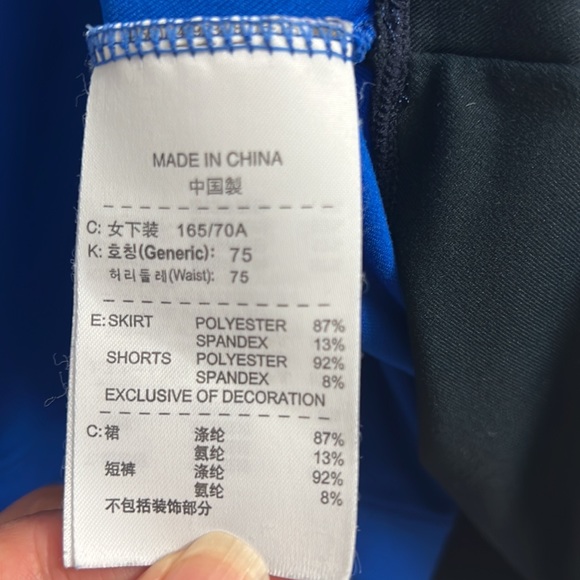 MADE IN CHINA
中国製
C: 女下装 165/70A
K: 호칭(Generic): 75
허리둘레(Waist): 75
E: SKIRT POLYESTER 87%
SPANDEX 13%
SHORTS POLYESTER 92%
SPANDEX 8%
EXCLUSIVE OF DECORATION
C: 裙 涤纶 87%
氨纶 13%
短裤 涤纶 92%
氨纶 8%
不包括装饰部分